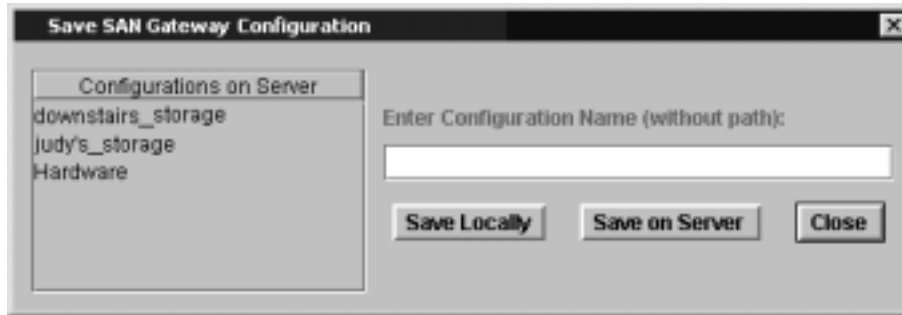 Save SAN Gateway Configuration
Configurations on Server
downstairs_storage
judy's_storage
Hardware
Enter Configuration Name (without path):
Save Locally
Save on Server
Close